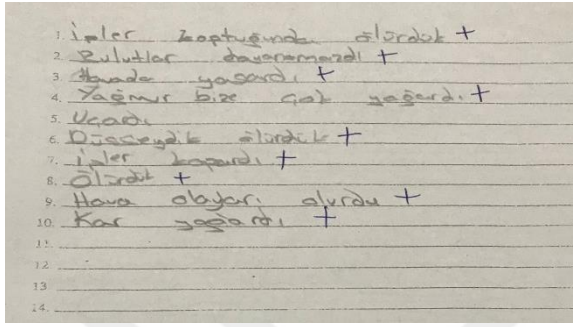 1. İpler koptuğunda ölürdük +
2. Bulutlar dayanamazdı +
3. Havada yaşardı +
4. Yağmur bize çok yağardı +
5. Uçardı
6. Düşseydik ölürdük +
7. İpler kopardı +
8. Ölürdük +
9. Hava olayları olurdu +
10. Kar yağardı +
11.
12.
13
14.